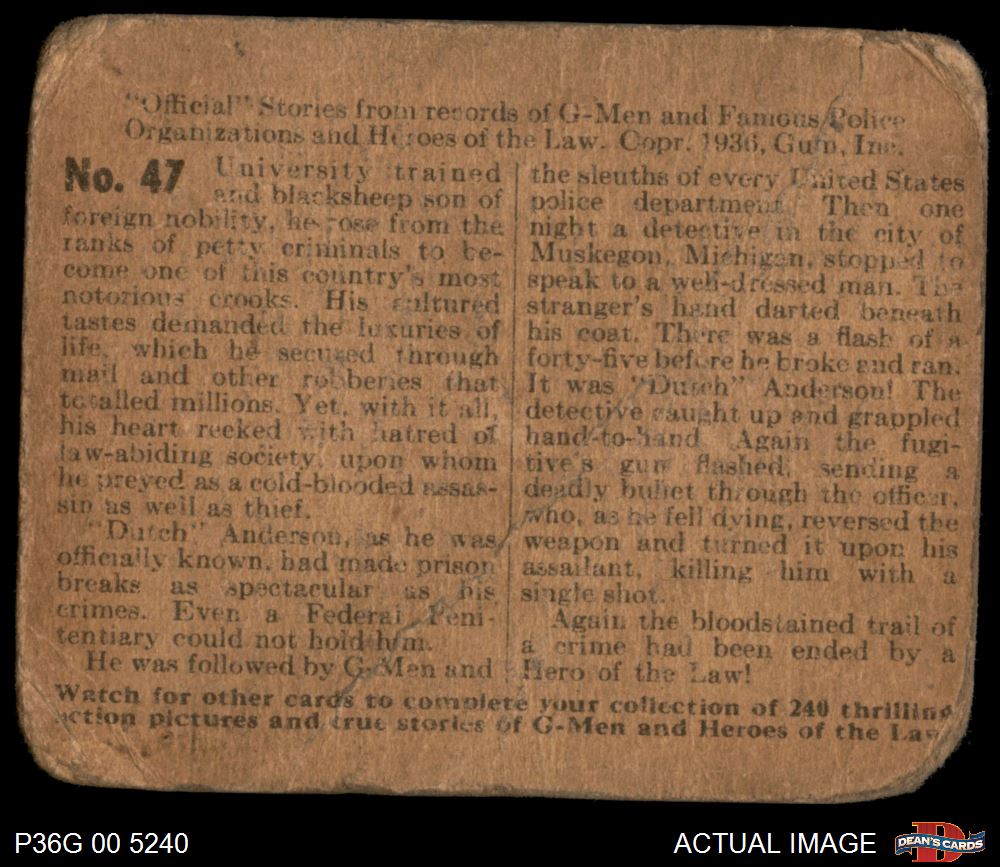 "Official" Stories from records of G-Men and Famous Police
Organizations and Heroes of the Law. Copr. 1936, Gum, Inc.
No. 47
University trained
and blacksheep son of
foreign nobility, he rose from the
ranks of petty criminals to be-
come one of this country's most
notorious crooks. His cultured
tastes demanded the luxuries of
life, which he secured through
mail and other robberies that
totalled millions. Yet, with it all,
his heart recked with hatred of
law-abiding society, upon whom
he preyed as a cold-blooded assas-
sin as well as thief.
"Dutch" Anderson, as he was
officially known, had made prison
breaks as spectacular as his
crimes. Even a Federal Peni-
tentiary could not hold him.
He was followed by G-Men and
the sleuths of every United States
police department. Then one
night a detective in the city of
Muskegon, Michigan, stopped to
speak to a well-dressed man. The
stranger's hand darted beneath
his coat. There was a flash of a
forty-five before he broke and ran.
It was "Dutch" Anderson! The
detective caught up and grappled
hand-to-hand. Again the fugi-
tive's gun flashed, sending a
deadly bullet through the officer,
who, as he fell dying, reversed the
weapon and turned it upon his
assailant, killing him with a
single shot.
Again the bloodstained trail of
a crime had been ended by a
Hero of the Law!
Watch for other cards to complete your collection of 240 thrilling
action pictures and true stories of G-Men and Heroes of the Law
P36G 00 5240
ACTUAL IMAGE
D
DEAN'S CARDS